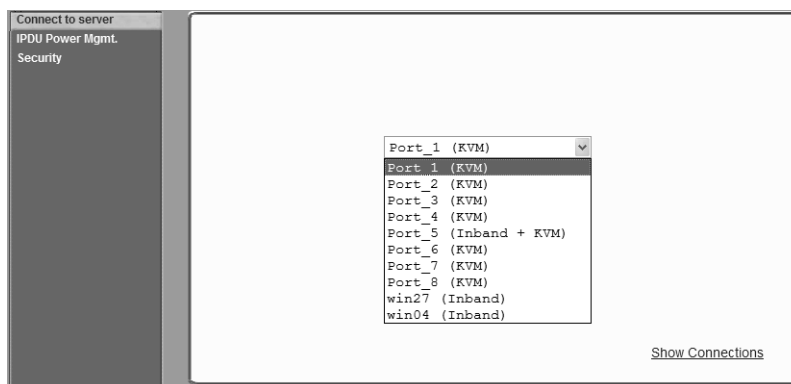 Connect to server
IPDU Power Mgmt.
Security
Port_1 (KVM)
Port_1 (KVM)
Port_2 (KVM)
Port_3 (KVM)
Port_4 (KVM)
Port_5 (Inband + KVM)
Port_6 (KVM)
Port_7 (KVM)
Port_8 (KVM)
win27 (Inband)
win04 (Inband)
Show Connections